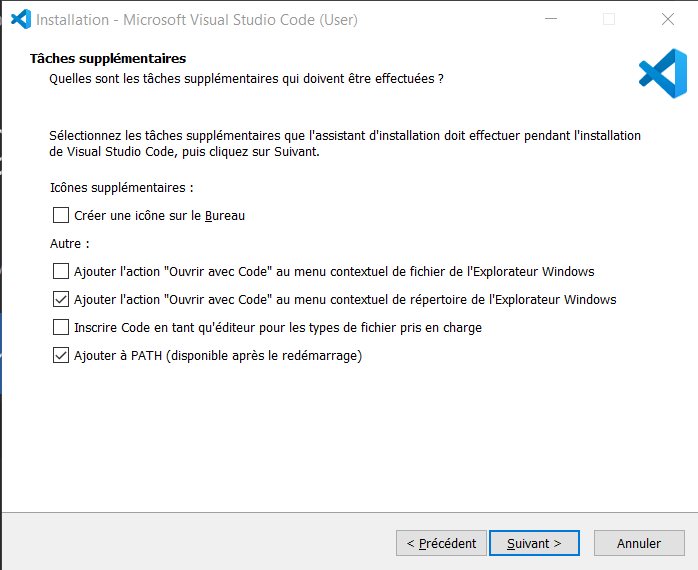 Installation - Microsoft Visual Studio Code (User)
Tâches supplémentaires
Quelles sont les tâches supplémentaires qui doivent être effectuées ?
Sélectionnez les tâches supplémentaires que l'assistant d'installation doit effectuer pendant l'installation
de Visual Studio Code, puis cliquez sur Suivant.
Icônes supplémentaires :
Créer une icône sur le Bureau
Autre :
Ajouter l'action "Ouvrir avec Code" au menu contextuel de fichier de l'Explorateur Windows
Ajouter l'action "Ouvrir avec Code" au menu contextuel de répertoire de l'Explorateur Windows
Inscrire Code en tant qu'éditeur pour les types de fichier pris en charge
Ajouter à PATH (disponible après le redémarrage)
< Précédent Suivant > Annuler